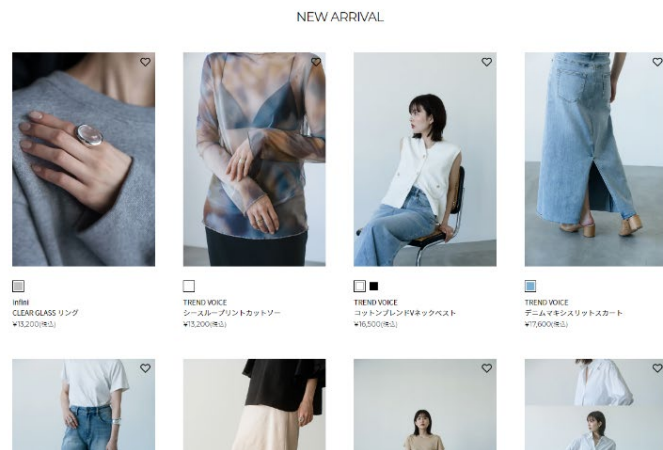 NEW ARRIVAL
Infini
CLEAR GLASS リング
¥13,200(税込)
TREND VOICE
シースループリントカットソー
¥13,200(税込)
TREND VOICE
コットンブレンドVネックベスト
¥16,500(税込)
TREND VOICE
デニムマキシスリットスカート
¥17,600(税込)